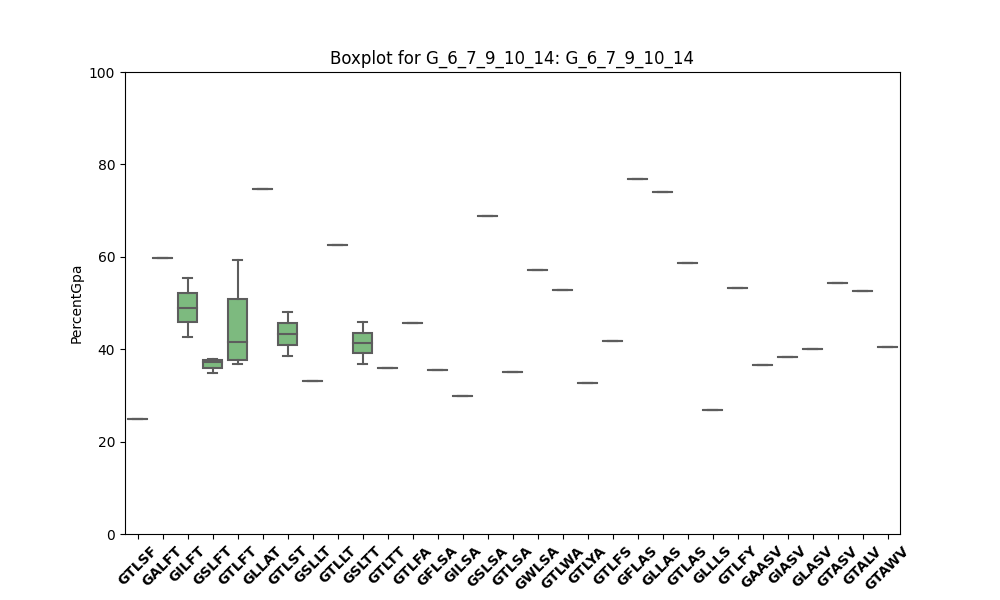 Boxplot for G_6_7_9_10_14: G_6_7_9_10_14
100
80
60
40
20
0
PercentGpa
GTLSF
GALFT
GILFT
GSLFT
GTLFT
GLLAT
GTLST
GSLLT
GTLLT
GSLTT
GTLTT
GTLFA
GFLSA
GILSA
GSLSA
GTLSA
GWLSA
GTLWA
GTLYA
GTLFS
GFLAS
GLLAS
GTLAS
GLLLS
GTLFY
GAASV
GIASV
GLASV
GTASV
GTALV
GTAWV